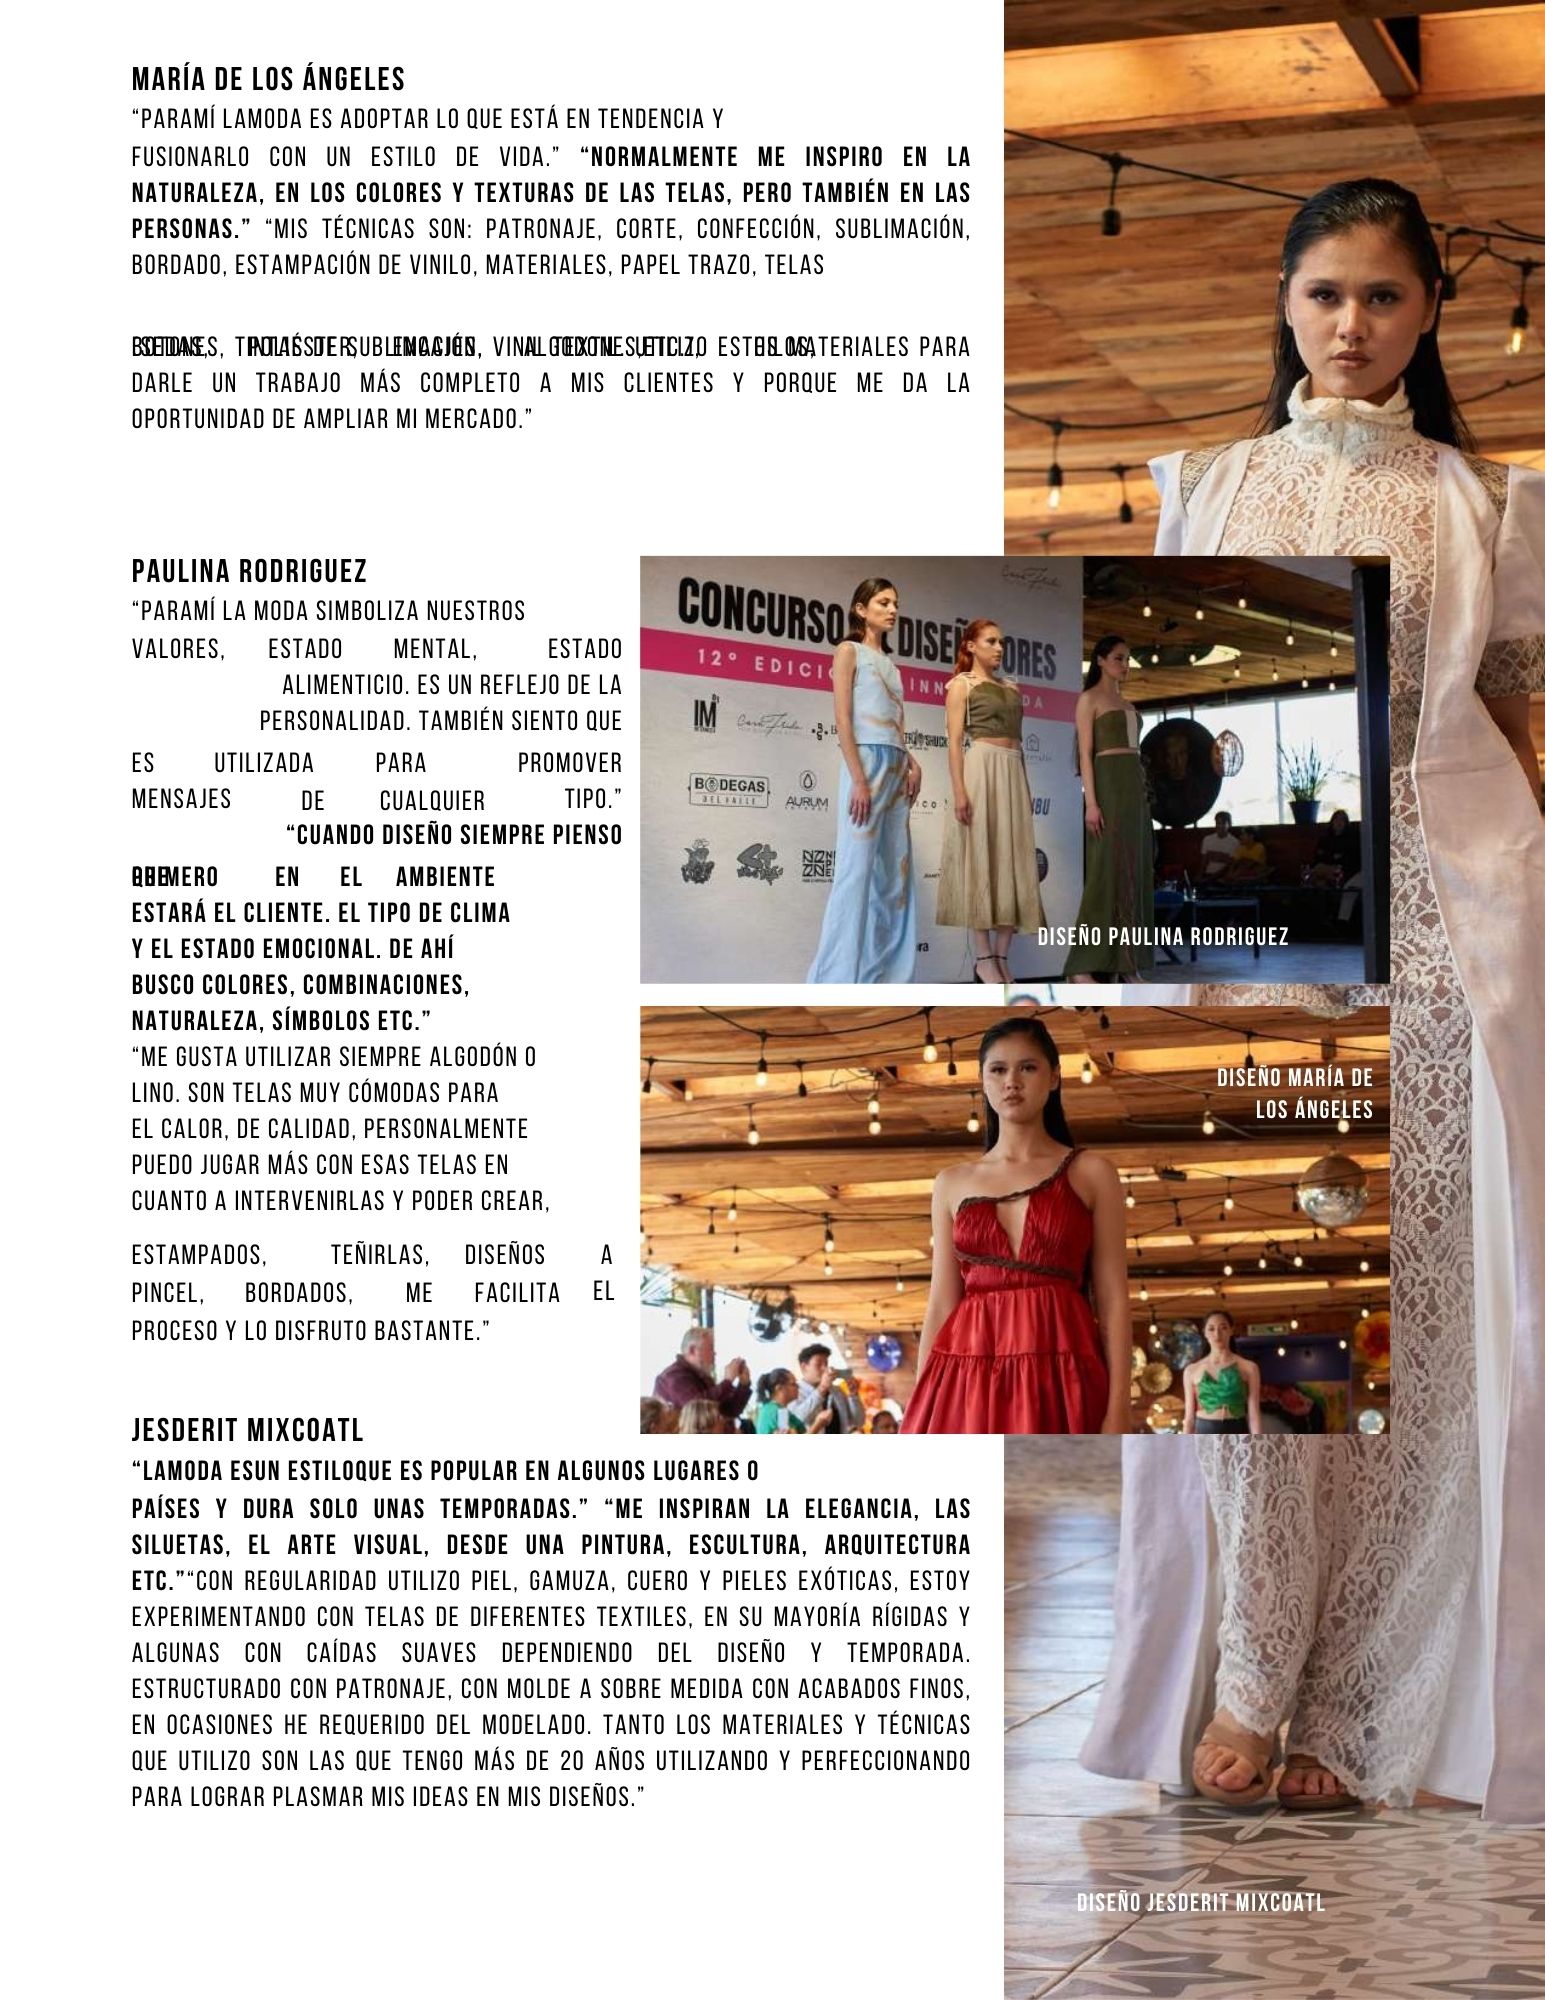 MARÍA DE LOS ÁNGELES
“PARAMÍ LAMODA ES ADOPTAR LO QUE ESTÁ EN TENDENCIA Y
FUSIONARLO CON UN ESTILO DE VIDA.” “NORMALMENTE ME INSPIRO EN LA
NATURALEZA, EN LOS COLORES Y TEXTURAS DE LAS TELAS, PERO TAMBIÉN EN LAS
PERSONAS.” “MIS TÉCNICAS SON: PATRONAJE, CORTE, CONFECCIÓN, SUBLIMACIÓN,
BORDADO, ESTAMPACIÓN DE VINILO, MATERIALES, PAPEL TRAZO, TELAS
MATERIALES PARA
DARLE UN TRABAJO MÁS COMPLETO A MIS CLIENTES Y PORQUE ME DA LA
OPORTUNIDAD DE AMPLIAR MI MERCADO.”
PAULINA RODRIGUEZ
“PARAMÍ LA MODA SIMBOLIZA NUESTROS
VALORES, ESTADO MENTAL, ESTADO
ALIMENTICIO. ES UN REFLEJO DE LA
PERSONALIDAD. TAMBIÉN SIENTO QUE
ES UTILIZADA PARA PROMOVER
MENSAJES DE CUALQUIER TIPO.”
“CUANDO DISEÑO SIEMPRE PIENSO
EN EL AMBIENTE
ESTARÁ EL CLIENTE. EL TIPO DE CLIMA
Y EL ESTADO EMOCIONAL. DE AHÍ
BUSCO COLORES, COMBINACIONES,
NATURALEZA, SÍMBOLOS ETC.”
“ME GUSTA UTILIZAR SIEMPRE ALGODÓN O
LINO. SON TELAS MUY CÓMODAS PARA
EL CALOR, DE CALIDAD, PERSONALMENTE
PUEDO JUGAR MÁS CON ESAS TELAS EN
CUANTO A INTERVENIRLAS Y PODER CREAR,
ESTAMPADOS, TEÑIRLAS, DISEÑOS A
PINCEL, BORDADOS, ME FACILITA EL
PROCESO Y LO DISFRUTO BASTANTE.”
CONCURSO DISEÑ ORES
12° EDICI INN DA
IM
BODEGAS
DEL VALLE
AURUM
DISEÑO PAULINA RODRIGUEZ
DISEÑO MARÍA DE
LOS ÁNGELES
JESDERIT MIXCOATL
“LAMODA ESUN ESTILOQUE ES POPULAR EN ALGUNOS LUGARES O
PAÍSES Y DURA SOLO UNAS TEMPORADAS.” “ME INSPIRAN LA ELEGANCIA, LAS
SILUETAS, EL ARTE VISUAL, DESDE UNA PINTURA, ESCULTURA, ARQUITECTURA
ETC.”“CON REGULARIDAD UTILIZO PIEL, GAMUZA, CUERO Y PIELES EXÓTICAS, ESTOY
EXPERIMENTANDO CON TELAS DE DIFERENTES TEXTILES, EN SU MAYORÍA RÍGIDAS Y
ALGUNAS CON CAÍDAS SUAVES DEPENDIENDO DEL DISEÑO Y TEMPORADA.
ESTRUCTURADO CON PATRONAJE, CON MOLDE A SOBRE MEDIDA CON ACABADOS FINOS,
EN OCASIONES HE REQUERIDO DEL MODELADO. TANTO LOS MATERIALES Y TÉCNICAS
QUE UTILIZO SON LAS QUE TENGO MÁS DE 20 AÑOS UTILIZANDO Y PERFECCIONANDO
PARA LOGRAR PLASMAR MIS IDEAS EN MIS DISEÑOS.”
DISEÑO JESDERIT MIXCOATL